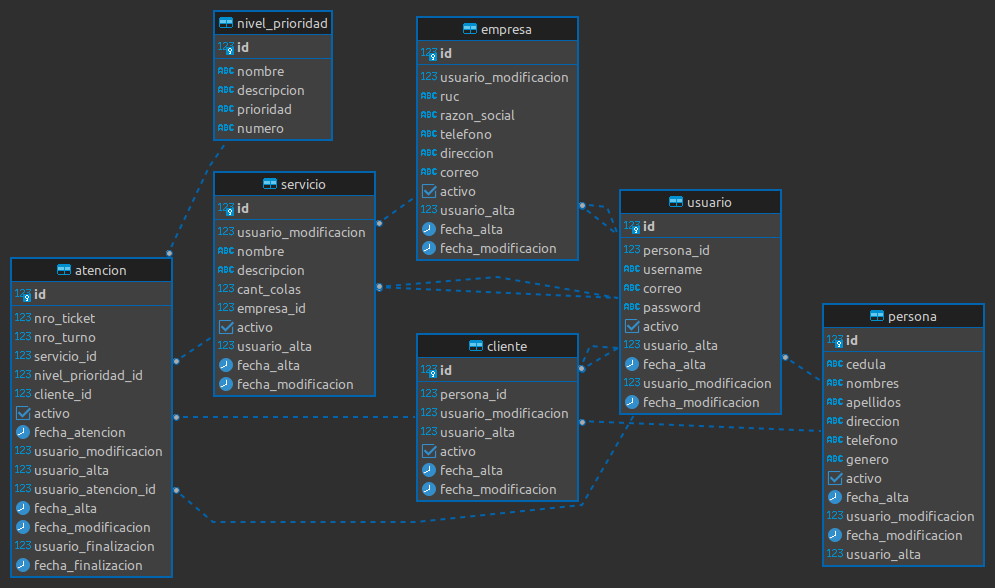 nivel_prioridad
123 id
ABC nombre
ABC descripcion
ABC prioridad
ABC numero
empresa
123 id
123 usuario_modificacion
ABC ruc
ABC razon_social
ABC telefono
ABC direccion
ABC correo
activo
123 usuario_alta
fecha_alta
fecha_modificacion
servicio
123 id
123 usuario_modificacion
ABC nombre
ABC descripcion
123 cant_colas
123 empresa_id
activo
123 usuario_alta
fecha_alta
fecha_modificacion
usuario
123 id
123 persona_id
ABC username
ABC correo
ABC password
activo
123 usuario_alta
fecha_alta
123 usuario_modificacion
fecha_modificacion
atencion
123 id
123 nro_ticket
123 nro_turno
123 servicio_id
123 nivel_prioridad_id
123 cliente_id
activo
fecha_atencion
123 usuario_modificacion
123 usuario_alta
123 usuario_atencion_id
fecha_alta
fecha_modificacion
123 usuario_finalizacion
fecha_finalizacion
cliente
123 id
123 persona_id
123 usuario_modificacion
123 usuario_alta
activo
fecha_alta
fecha_modificacion
persona
123 id
ABC cedula
ABC nombres
ABC apellidos
ABC direccion
ABC telefono
ABC genero
activo
fecha_alta
123 usuario_modificacion
fecha_modificacion
123 usuario_alta